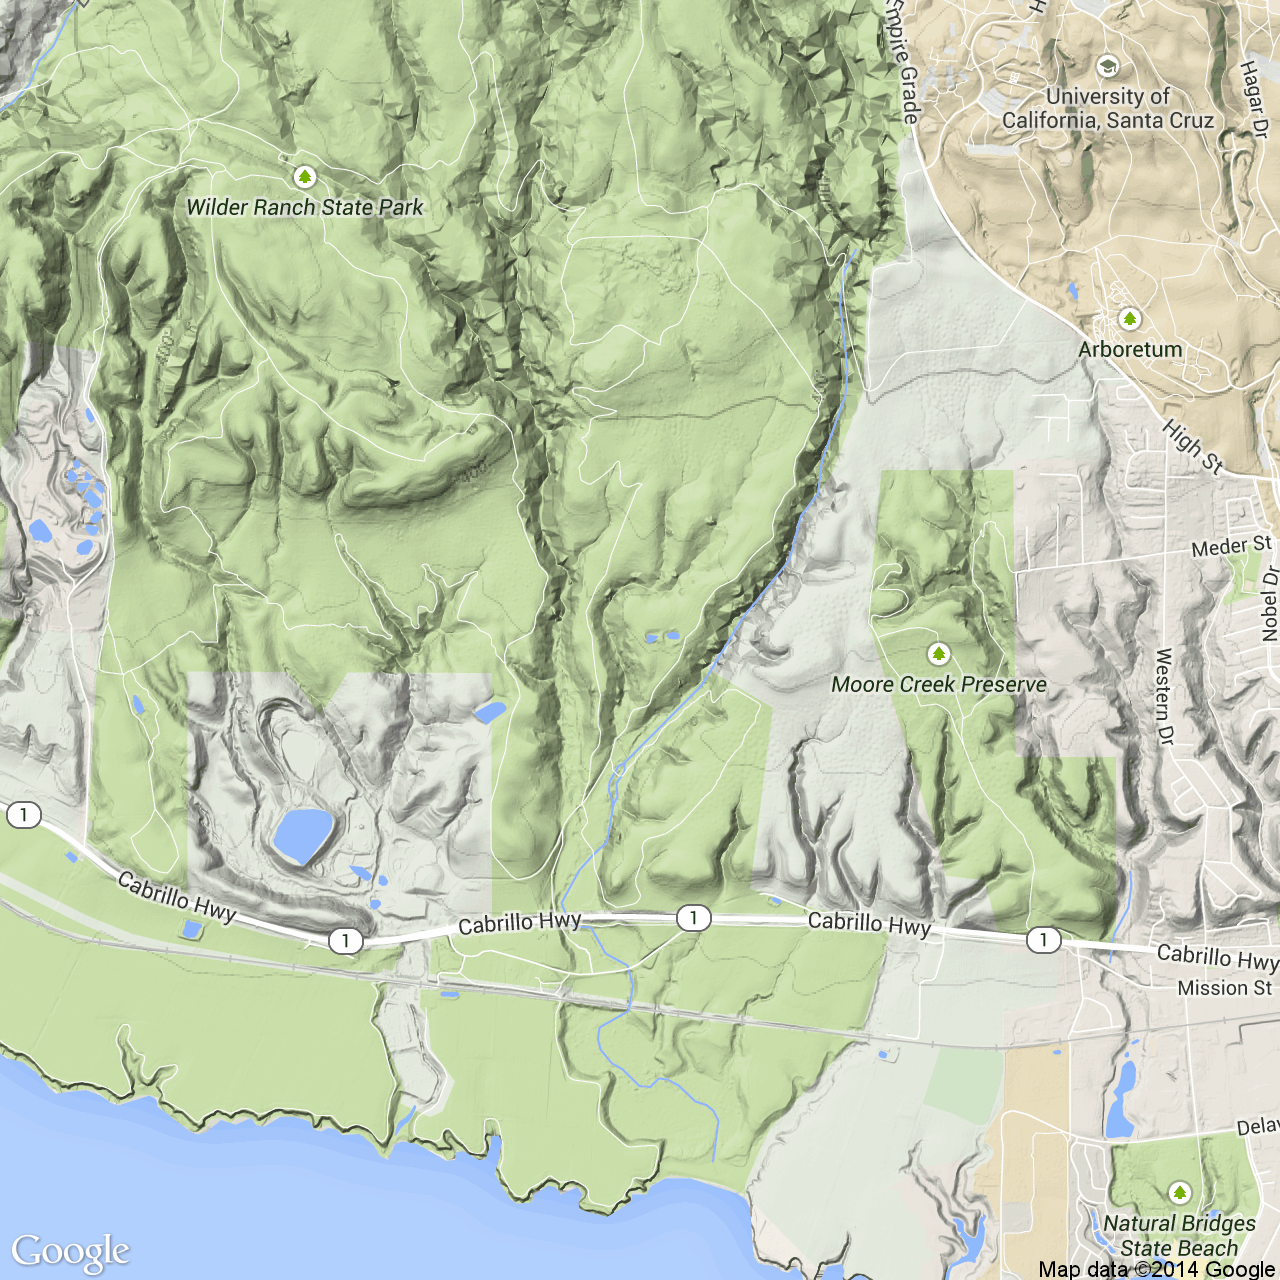 Empire Grade
H
Hagar Dr
University of
California, Santa Cruz
Wilder Ranch State Park
Arboretum
High St
400
Meder St
Nobel Dr
Moore Creek Preserve
Western Dr
1
Cabrillo Hwy
1
Cabrillo Hwy
1
Cabrillo Hwy
1
Cabrillo Hwy
Mission St
Dela
Natural Bridges
State Beach
Google
Map data ©2014 Google